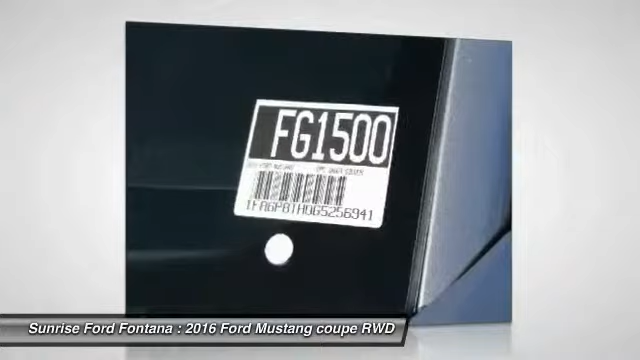 FG1500
1FA6P8TH0G5256941
Sunrise Ford Fontana : 2016 Ford Mustang coupe RWD